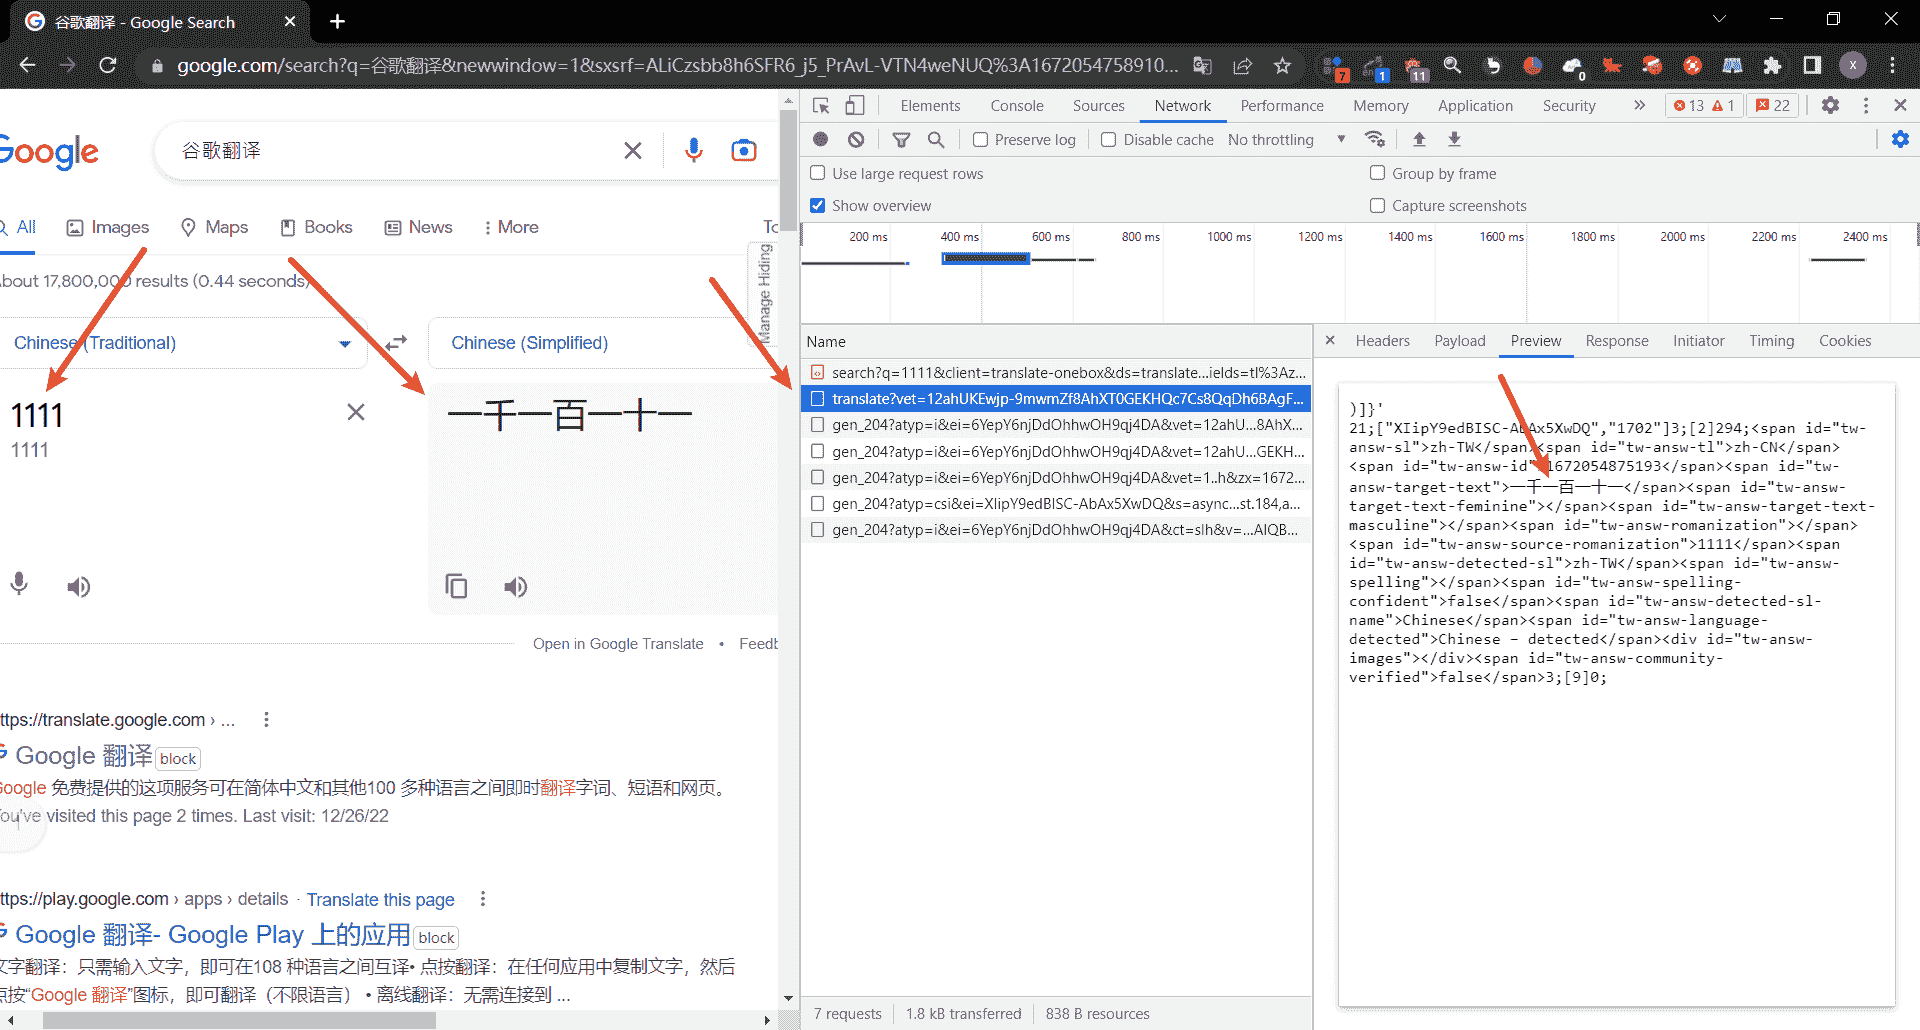 谷歌翻译 - Google Search
google.com/search?q=谷歌翻译&newwindow=1&sxsrf=ALiCzsbb8h6SFR6_j5_PrAvL-VTN4weNUQ%3A1672054758910...
7
1
11
0
X
Google
谷歌翻译
All
Images
Maps
Books
News
More
To
Manage Hiding
bout 17,800,000 results (0.44 seconds)
Chinese (Traditional)
Chinese (Simplified)
1111
1111
一千一百一十一
Open in Google Translate • Feedb
ttps://translate.google.com › ...
Google 翻译 block
Google 免费提供的这项服务可在简体中文和其他100 多种语言之间即时翻译字词、短语和网页。
You've visited this page 2 times. Last visit: 12/26/22
ttps://play.google.com › apps › details · Translate this page
Google 翻译- Google Play 上的应用 block
文字翻译：只需输入文字，即可在108 种语言之间互译• 点按翻译：在任何应用中复制文字，然后
点按“Google 翻译”图标，即可翻译（不限语言） • 离线翻译：无需连接到 ...
Elements
Console
Sources
Network
Performance
Memory
Application
Security
13
1
22
Preserve log
Disable cache
No throttling
Use large request rows
Group by frame
Show overview
Capture screenshots
200 ms
400 ms
600 ms
800 ms
1000 ms
1200 ms
1400 ms
1600 ms
1800 ms
2000 ms
2200 ms
2400 ms
Name
search?q=1111&client=translate-onebox&ds=translate...ields=tl%3Az...
translate?vet=12ahUKEwjp-9mwmZf8AhXT0GEKHQc7Cs8QqDh6BAgF...
gen_204?atyp=i&ei=6YepY6njDdOhhwOH9qj4DA&vet=12ahU...8AhX...
gen_204?atyp=i&ei=6YepY6njDdOhhwOH9qj4DA&vet=12ahU...GEKH...
gen_204?atyp=i&ei=6YepY6njDdOhhwOH9qj4DA&vet=1..h&zx=1672...
gen_204?atyp=csi&ei=XIipY9edBISC-AbAx5XwDQ&s=async...st.184,a...
gen_204?atyp=i&ei=6YepY6njDdOhhwOH9qj4DA&ct=slh&v=...AlQB...
7 requests
1.8 kB transferred
838 B resources
Headers
Payload
Preview
Response
Initiator
Timing
Cookies
)]}'
21;["XIipY9edBISC-AbAx5XwDQ","1702"]3;[2]294;<span id="tw-
answ-sl">zh-TW</span><span id="tw-answ-tl">zh-CN</span>
<span id="tw-answ-id">1672054875193</span><span id="tw-
answ-target-text">一千一百一十一</span><span id="tw-answ-
target-text-feminine"></span><span id="tw-answ-target-text-
masculine"></span><span id="tw-answ-romanization"></span>
<span id="tw-answ-source-romanization">1111</span><span
id="tw-answ-detected-sl">zh-TW</span><span id="tw-answ-
spelling"></span><span id="tw-answ-spelling-
confident">false</span><span id="tw-answ-detected-sl-
name">Chinese</span><span id="tw-answ-language-
detected">Chinese - detected</span><div id="tw-answ-
images"></div><span id="tw-answ-community-
verified">false</span>3;[9]0;